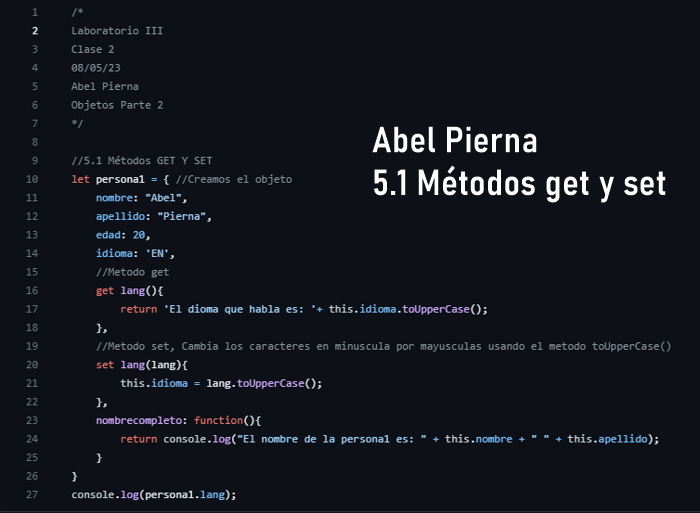 1 /*
2 Laboratorio III
3 Clase 2
4 08/05/23
5 Abel Pierna
6 Objetos Parte 2
7 */
8
9 //5.1 Métodos GET Y SET
10 let persona1 = { //Creamos el objeto
11 nombre: "Abel",
12 apellido: "Pierna",
13 edad: 20,
14 idioma: 'EN',
15 //Metodo get
16 get lang(){
17 return 'El dioma que habla es: '+ this.idioma.toUpperCase();
18 },
19 //Metodo set, Cambia los caracteres en minuscula por mayusculas usando el metodo toUpperCase()
20 set lang(lang){
21 this.idioma = lang.toUpperCase();
22 },
23 nombrecompleto: function(){
24 return console.log("El nombre de la persona1 es: " + this.nombre + " " + this.apellido);
25 }
26 }
27 console.log(persona1.lang);
Abel Pierna
5.1 Métodos get y set